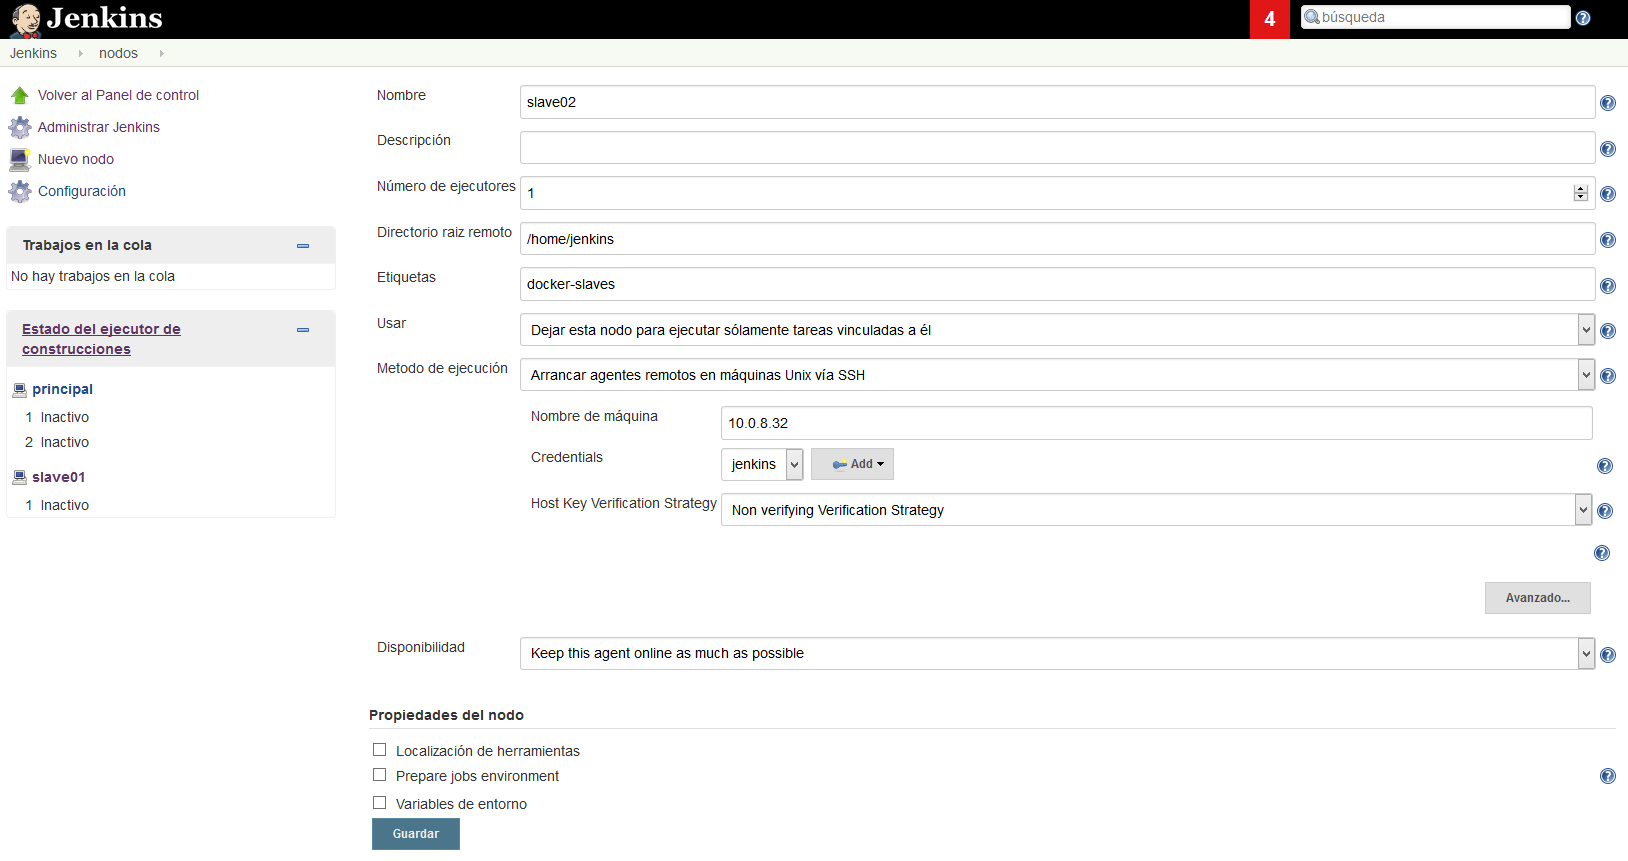 Jenkins
4
búsqueda
Jenkins
nodos
Volver al Panel de control
Administrar Jenkins
Nuevo nodo
Configuración
Trabajos en la cola
No hay trabajos en la cola
Estado del ejecutor de
construcciones
principal
1 Inactivo
2 Inactivo
slave01
1 Inactivo
Nombre
slave02
Descripción
Número de ejecutores
1
Directorio raiz remoto
/home/jenkins
Etiquetas
docker-slaves
Usar
Dejar esta nodo para ejecutar sólamente tareas vinculadas a él
Metodo de ejecución
Arrancar agentes remotos en máquinas Unix vía SSH
Nombre de máquina
10.0.8.32
Credentials
jenkins
Add
Host Key Verification Strategy
Non verifying Verification Strategy
Avanzado...
Disponibilidad
Keep this agent online as much as possible
Propiedades del nodo
Localización de herramientas
Prepare jobs environment
Variables de entorno
Guardar